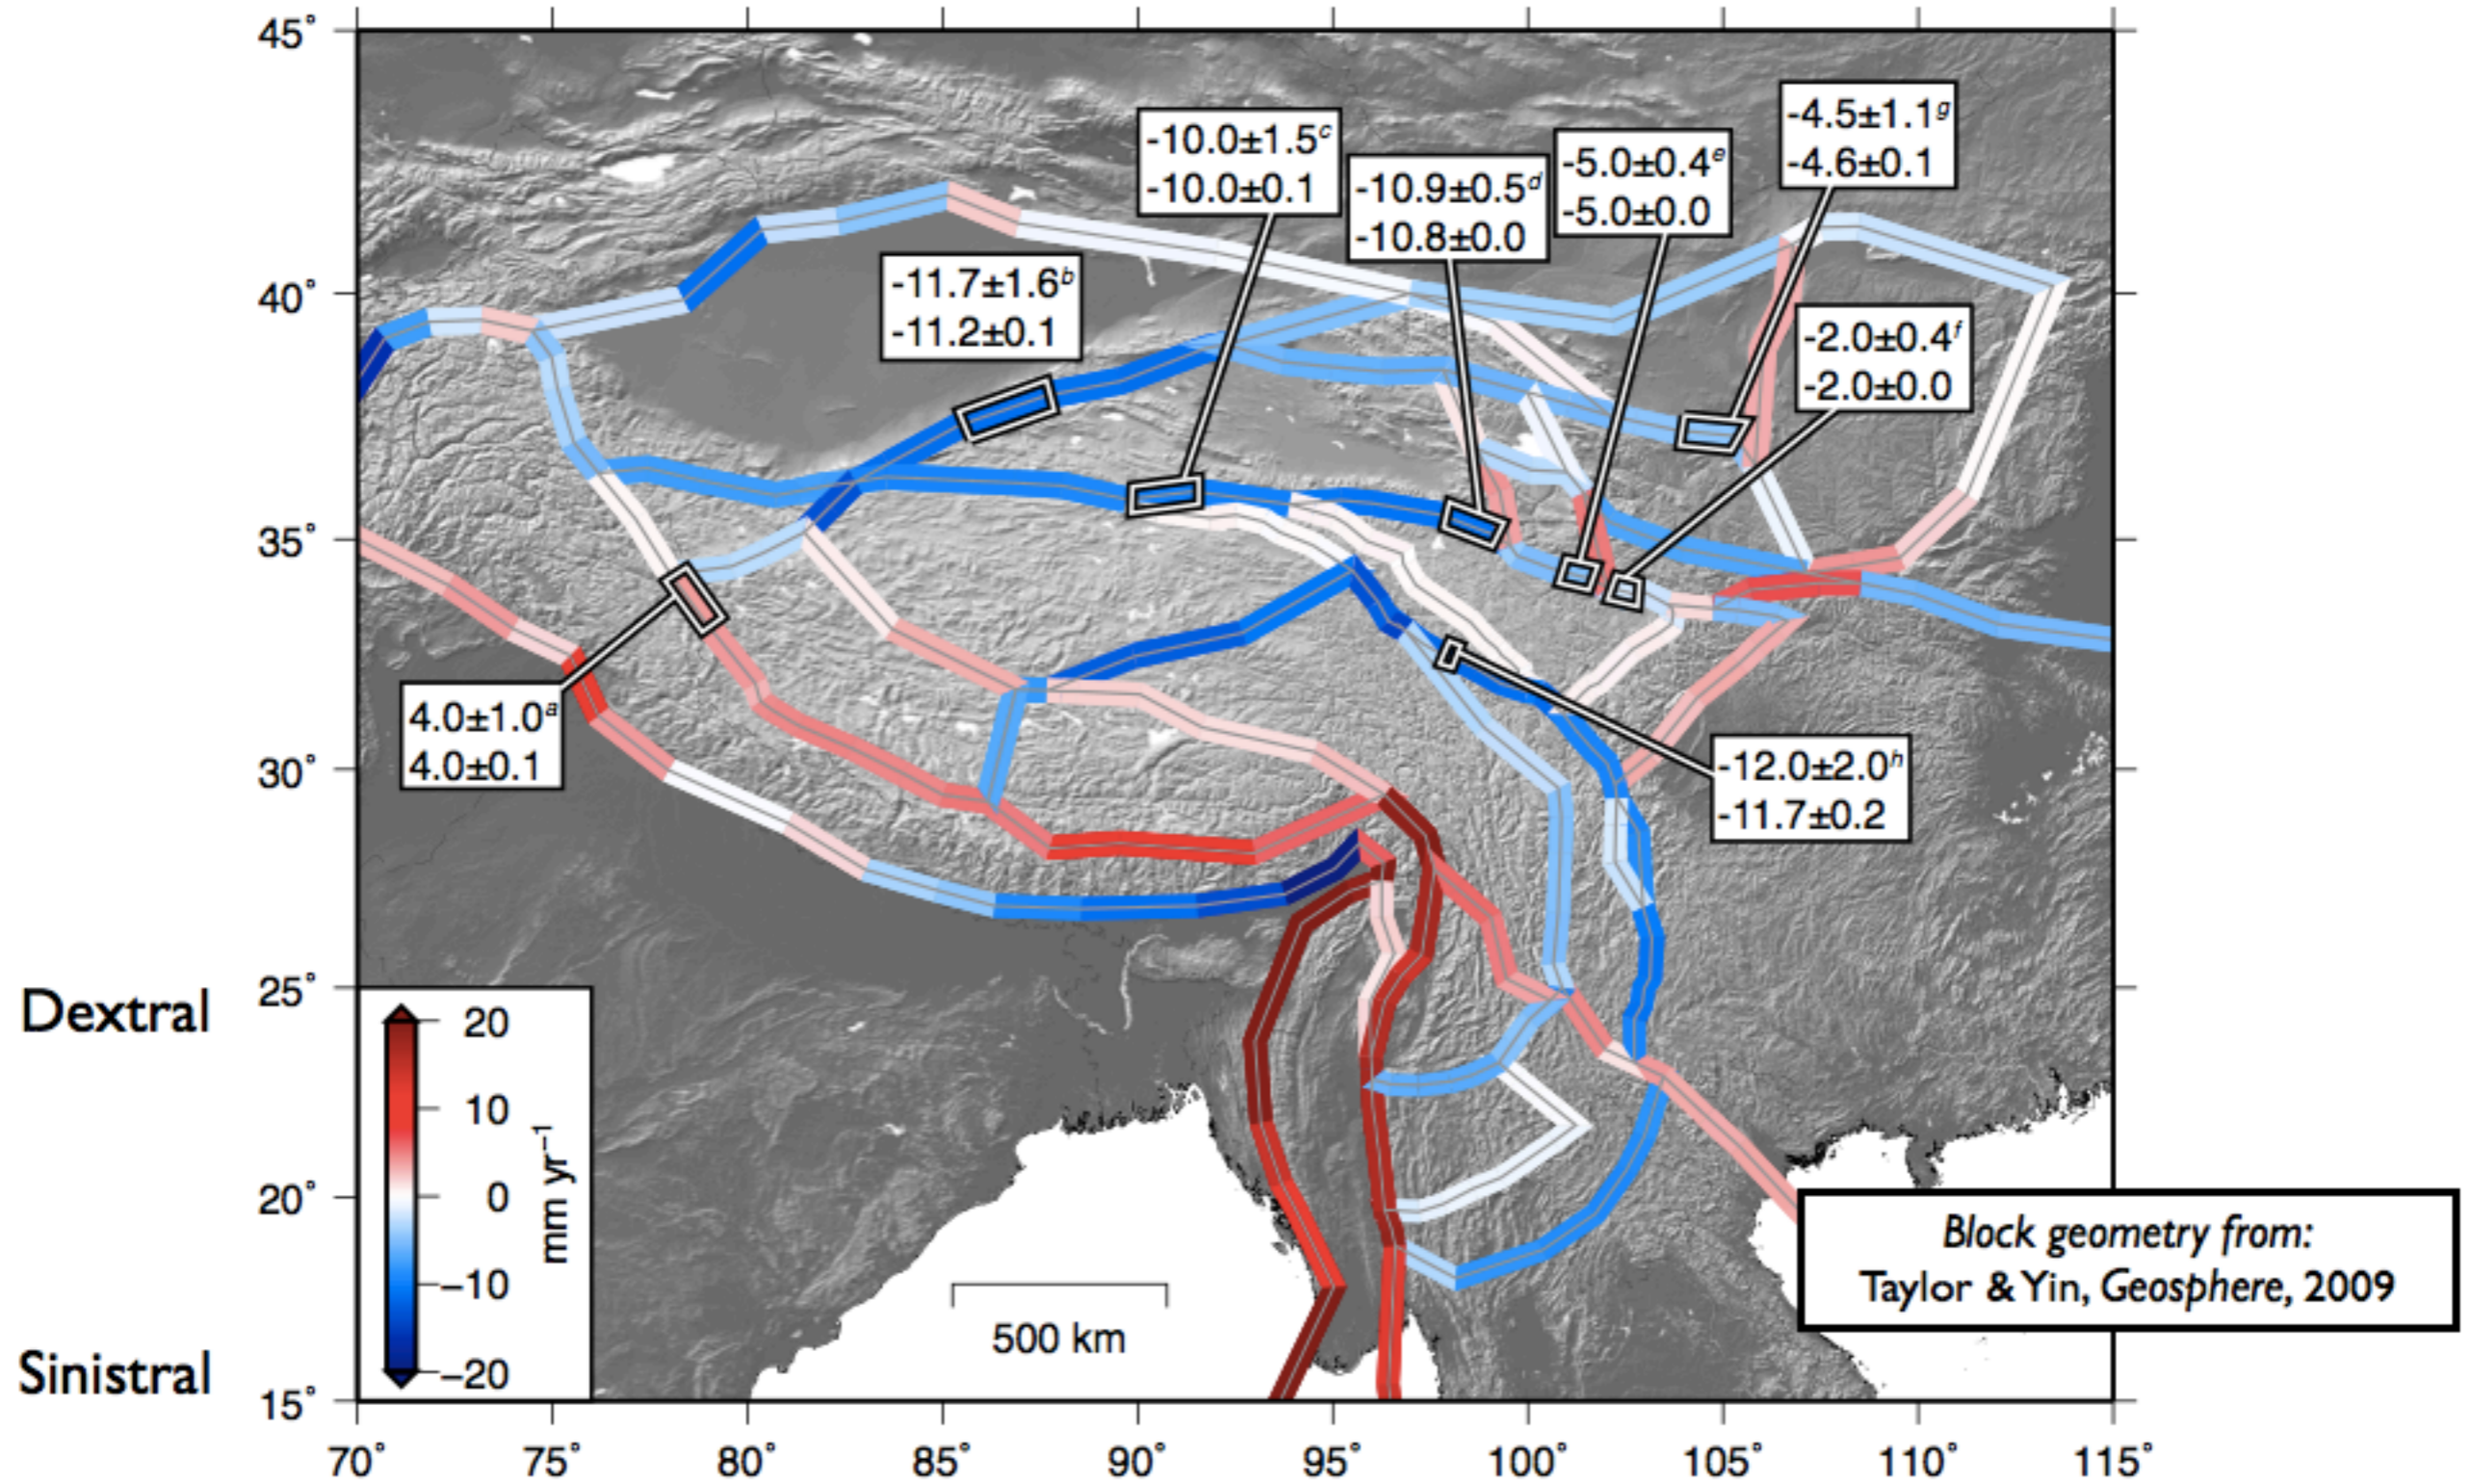 45°
40°
35°
30°
25°
20°
15°
-10.0±1.5ᶜ
-10.0±0.1
-10.9±0.5ᵈ
-10.8±0.0
-5.0±0.4ᵉ
-5.0±0.0
-4.5±1.1ᵍ
-4.6±0.1
-11.7±1.6ᵇ
-11.2±0.1
-2.0±0.4ᶠ
-2.0±0.0
4.0±1.0ᵃ
4.0±0.1
-12.0±2.0ʰ
-11.7±0.2
Dextral
Sinistral
20
10
0
−10
−20
mm yr⁻¹
500 km
Block geometry from:
Taylor & Yin, Geosphere, 2009
70° 75° 80° 85° 90° 95° 100° 105° 110° 115°